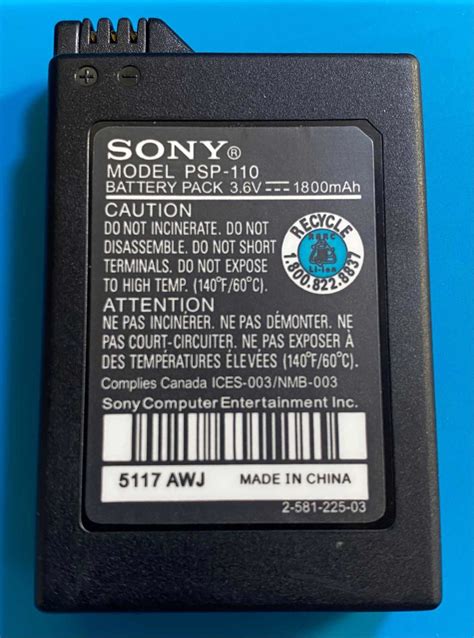 SONY®
MODEL PSP-110
BATTERY PACK 3.6V 1800mAh
CAUTION
DO NOT INCINERATE. DO NOT
DISASSEMBLE. DO NOT SHORT
TERMINALS. DO NOT EXPOSE
TO HIGH TEMP. (140°F/60°C)
RECYCLE
RBRC
Li-ion
1.800.822.8837
ATTENTION
NE PAS INCINÉRER. NE PAS DÉMONTER. NE
PAS COURT-CIRCUITER. NE PAS EXPOSER À
DES TEMPÉRATURES ÉLEVÉES (140°F/60°C)
Complies Canada ICES-003/NMB-003
Sony Computer Entertainment Inc.
5117 AWJ MADE IN CHINA
2-581-225-03